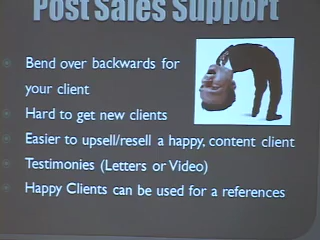 Post Sales Support
Bend over backwards for
your client
Hard to get new clients
Easier to upsell/resell a happy, content client
Testimonies (Letters or Video)
Happy Clients can be used for a references